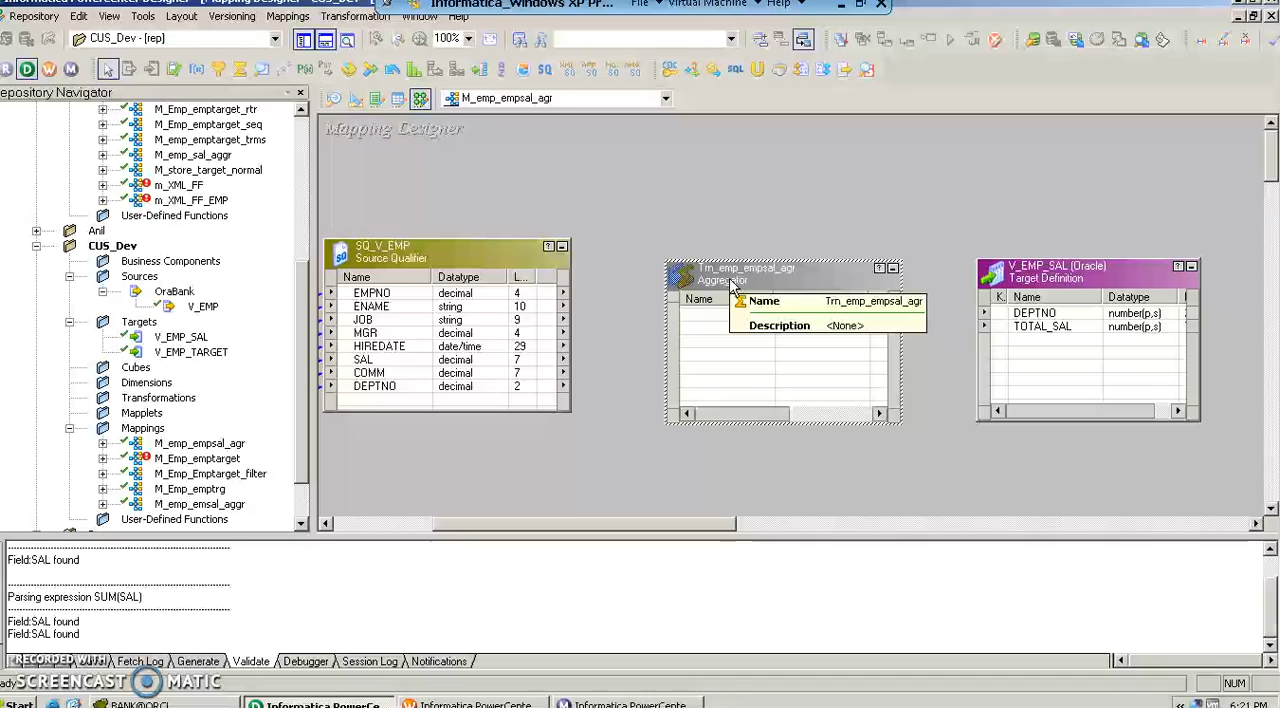 Informatica_Windows XP Pr...
File
Virtual Machine
Help
Repository Edit View Tools Layout Versioning Mappings Transformation Window Help
CUS_Dev - [rep]
100%
Repository Navigator
M_emp_empsal_agr
M_Emp_emptarget_rtr
M_Emp_emptarget_seq
M_emp_emptarget_trms
M_emp_sal_aggr
M_store_target_normal
m_XML_FF
m_XML_FF_EMP
User-Defined Functions
Anil
CUS_Dev
Business Components
Sources
OraBank
V_EMP
Targets
V_EMP_SAL
V_EMP_TARGET
Cubes
Dimensions
Transformations
Mapplets
Mappings
M_emp_empsal_agr
M_Emp_emptarget
M_Emp_Emptarget_filter
M_Emp_emptrg
M_emp_emsal_aggr
User-Defined Functions
Mapping Designer
SQ_V_EMP
Source Qualifier
Name Datatype L...
EMPNO decimal 4
ENAME string 10
JOB string 9
MGR decimal 4
HIREDATE date/time 29
SAL decimal 7
COMM decimal 7
DEPTNO decimal 2
Trn_emp_empsal_agr
Aggregator
Name
Name Trn_emp_empsal_agr
Description <None>
V_EMP_SAL (Oracle)
Target Definition
K. Name Datatype
DEPTNO number(p,s)
TOTAL_SAL number(p,s)
Field:SAL found
Parsing expression SUM(SAL)
Field:SAL found
Field:SAL found
Fetch Log Generate Validate Debugger Session Log Notifications
RECORDED WITH
SCREENCAST MATIC
NUM
Start
BANK@ORCL
Informatica PowerCe...
Informatica PowerCente...
Informatica PowerCente...
6:21 PM